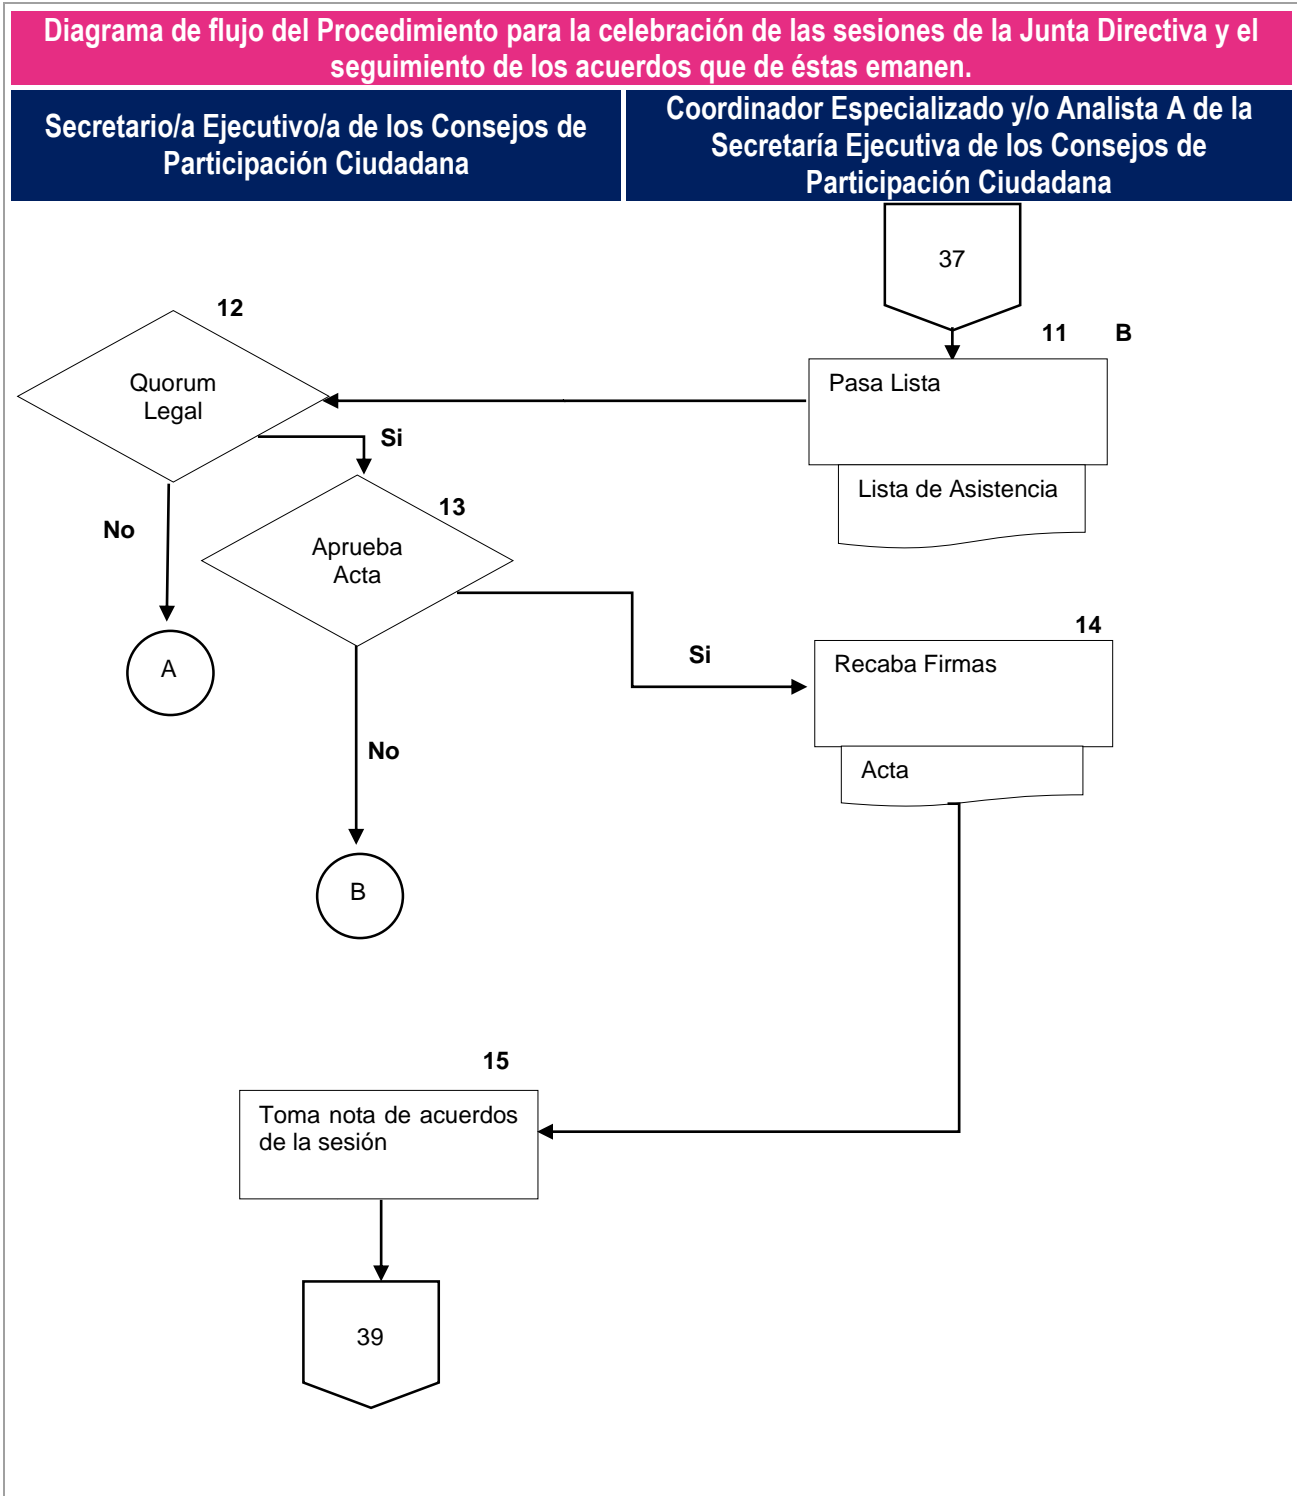 Diagrama de flujo del Procedimiento para la celebración de las sesiones de la Junta Directiva y el
seguimiento de los acuerdos que de éstas emanen.
Secretario/a Ejecutivo/a de los Consejos de
Participación Ciudadana
Coordinador Especializado y/o Analista A de la
Secretaría Ejecutiva de los Consejos de
Participación Ciudadana
37
11
B
Pasa Lista
Lista de Asistencia
12
Quorum
Legal
Si
No
A
13
Aprueba
Acta
Si
No
B
14
Recaba Firmas
Acta
15
Toma nota de acuerdos
de la sesión
39